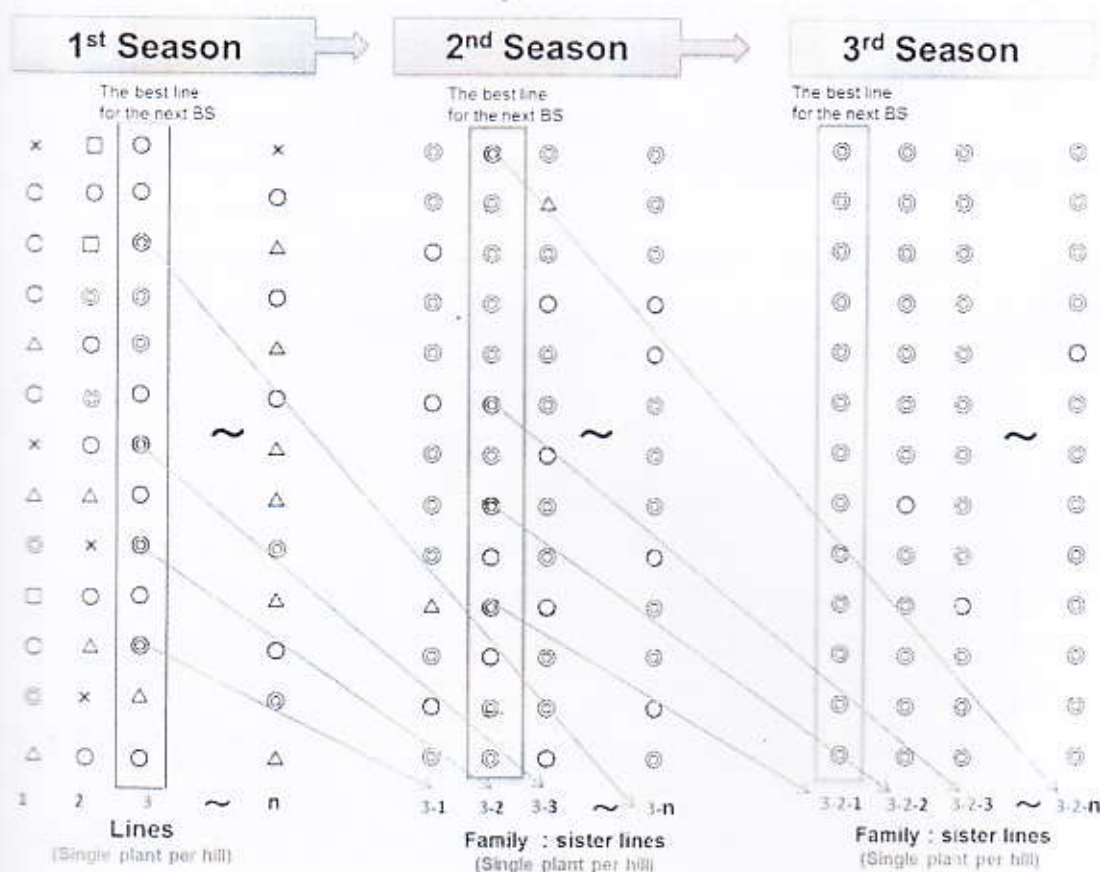 1st Season
2nd Season
3rd Season
The best line
for the next BS
The best line
for the next BS
The best line
for the next BS
1 2 3 ~ n
3-1 3-2 3-3 ~ 3-n
3-2-1 3-2-2 3-2-3 ~ 3-2-n
Lines
(Single plant per hill)
Family : sister lines
(Single plant per hill)
Family : sister lines
(Single plant per hill)